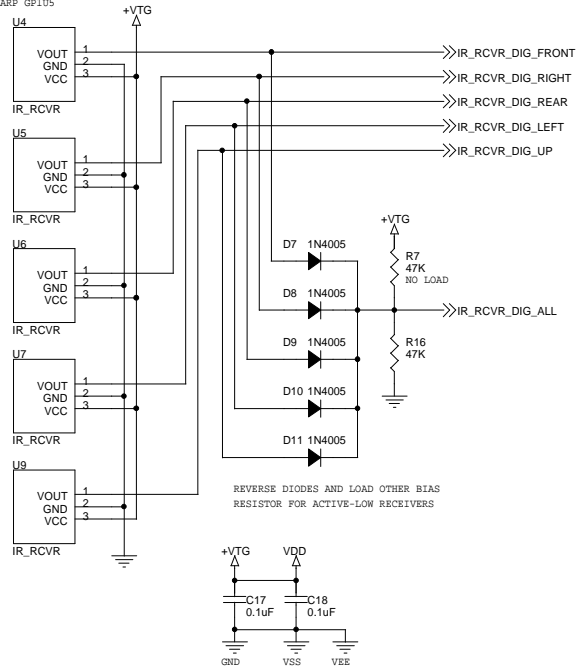 ARP GP1U5
+VTG
U4
VOUT 1
GND 2
VCC 3
IR_RCVR
IR_RCVR_DIG_FRONT
IR_RCVR_DIG_RIGHT
IR_RCVR_DIG_REAR
IR_RCVR_DIG_LEFT
IR_RCVR_DIG_UP
U5
VOUT 1
GND 2
VCC 3
IR_RCVR
U6
VOUT 1
GND 2
VCC 3
IR_RCVR
U7
VOUT 1
GND 2
VCC 3
IR_RCVR
U9
VOUT 1
GND 2
VCC 3
IR_RCVR
D7 1N4005
D8 1N4005
D9 1N4005
D10 1N4005
D11 1N4005
+VTG
R7
47K
NO LOAD
IR_RCVR_DIG_ALL
R16
47K
REVERSE DIODES AND LOAD OTHER BIAS
RESISTOR FOR ACTIVE-LOW RECEIVERS
+VTG VDD
C17 C18
0.1uF 0.1uF
GND VSS VEE